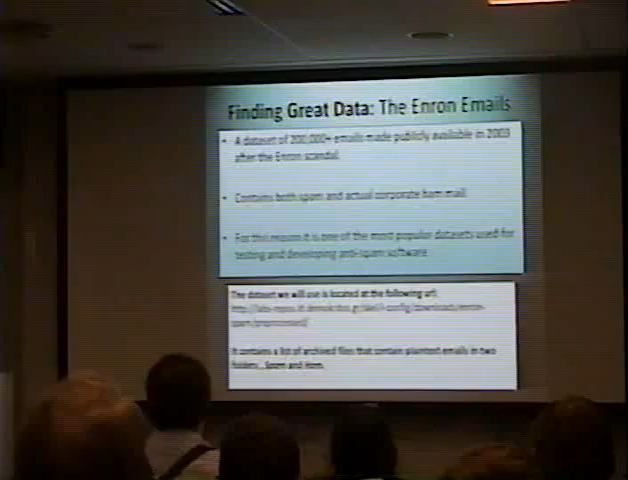 Finding Great Data: The Enron Emails
• A dataset of 200,000+ emails made publicly available in 2003
after the Enron scandal.
• Contains both spam and actual corporate ham mail.
• For this reason it is one of the most popular datasets used for
testing and developing anti-spam software.
The dataset we will use is located at the following url:
It contains a list of archived files that contain plaintext emails in two
folders , Spam and Ham.